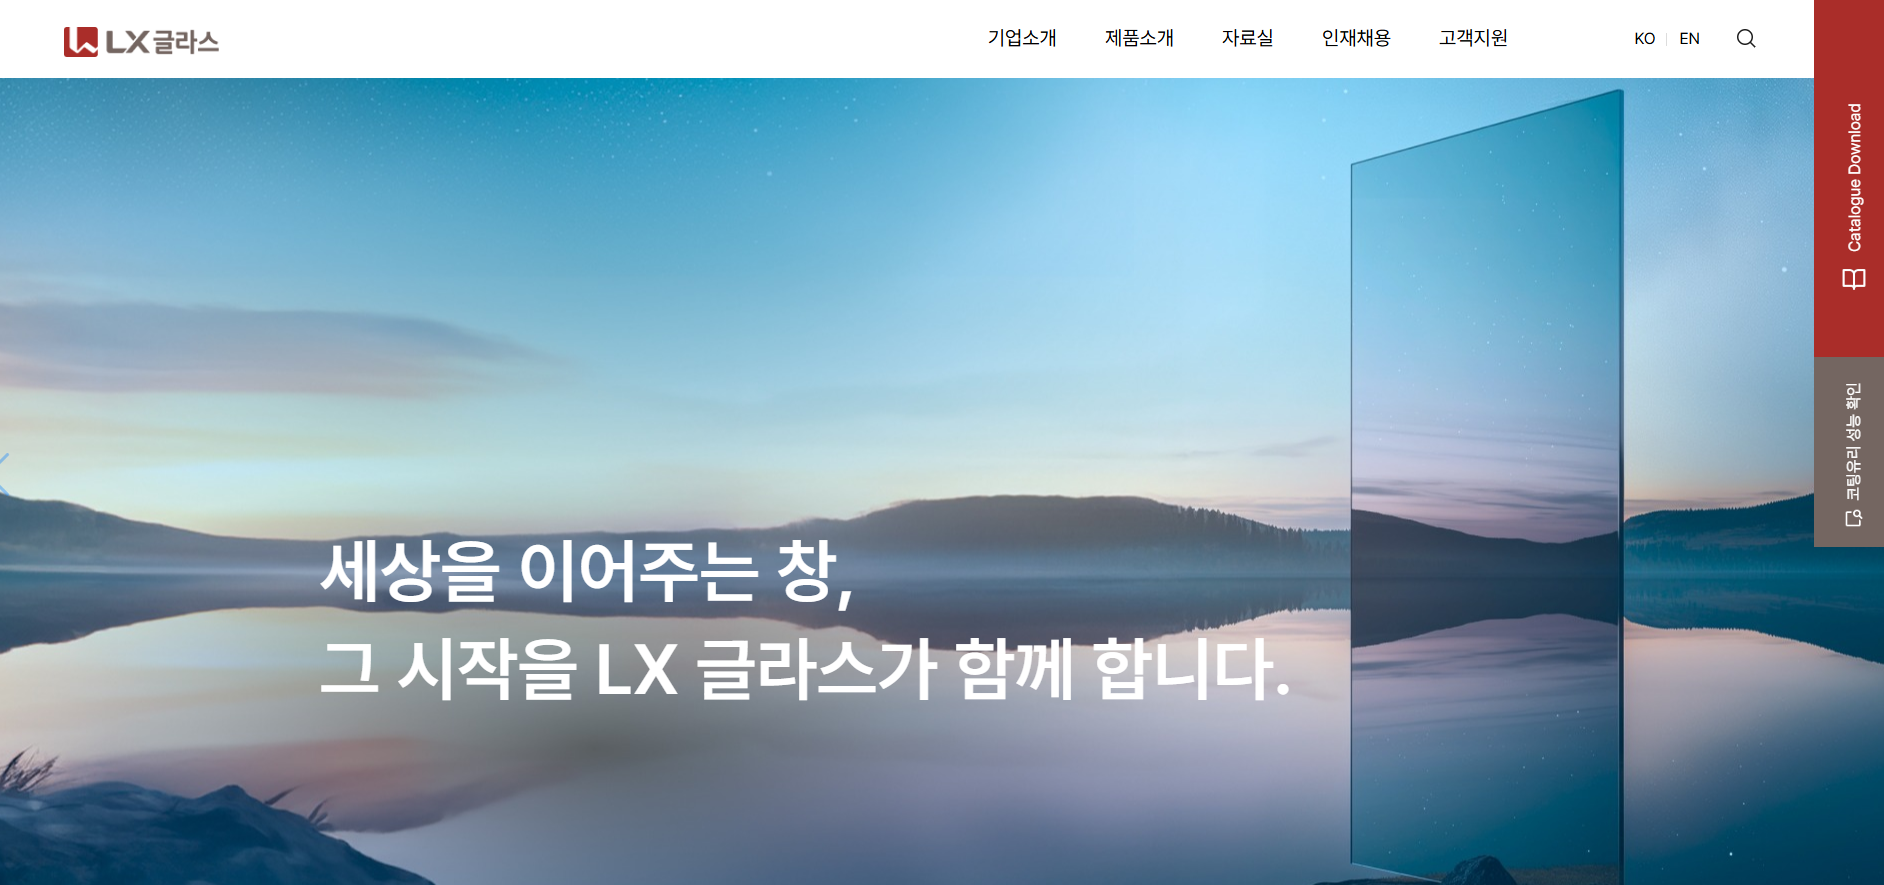 LX글라스
기업소개 제품소개 자료실 인재채용 고객지원 KO EN
Catalogue Download
코팅유리 성능 확인
세상을 이어주는 창,
그 시작을 LX 글라스가 함께 합니다.